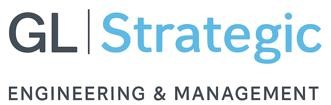 GL | Strategic
ENGINEERING & MANAGEMENT